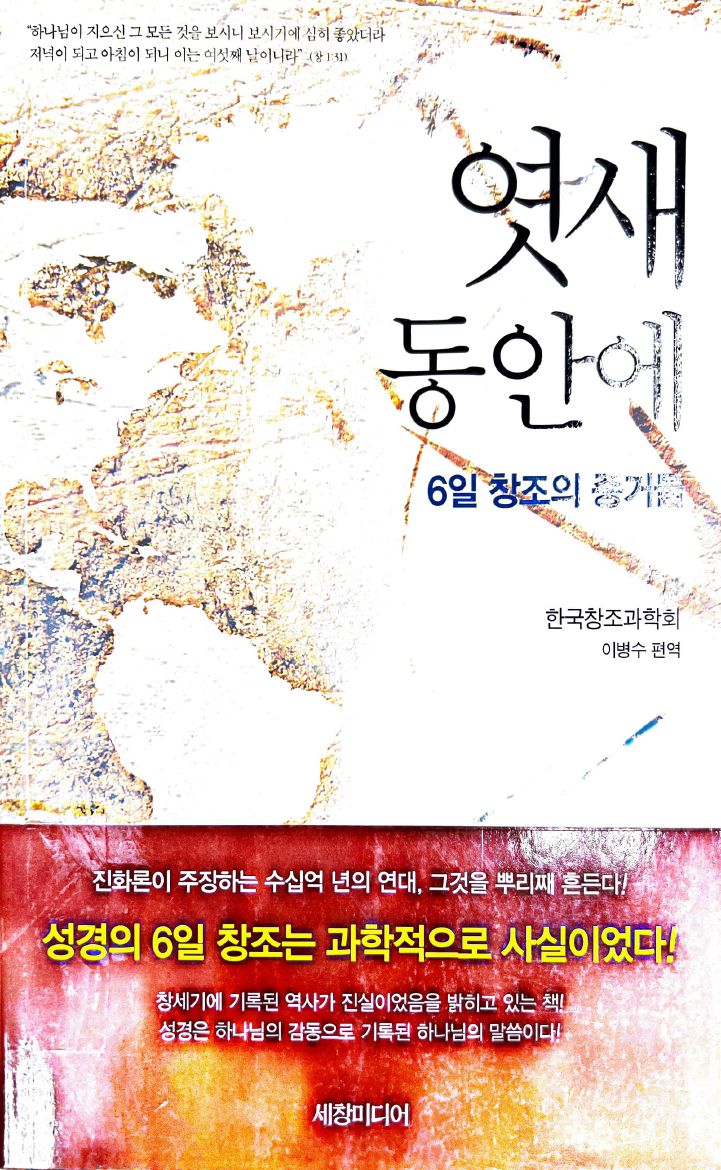 "하나님이 지으신 그 모든 것을 보시니 보시기에 심히 좋았더라
저녁이 되고 아침이 되니 이는 여섯째 날이니라" (창 1:31)
엿새
동안에
6일 창조의 증거들
한국창조과학회
이병수 편역
진화론이 주장하는 수십억 년의 연대, 그것을 뿌리째 흔든다!
성경의 6일 창조는 과학적으로 사실이었다!
창세기에 기록된 역사가 진실이었음을 밝히고 있는 책!
성경은 하나님의 감동으로 기록된 하나님의 말씀이다!
세창미디어